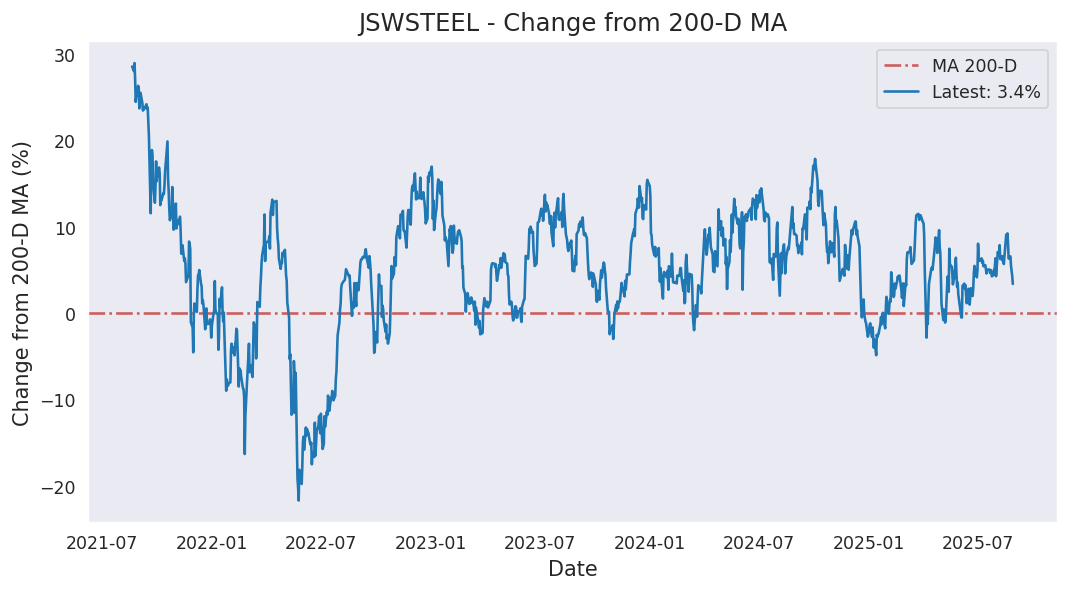 JSWSTEEL - Change from 200-D MA
MA 200-D
Latest: 3.4%
Change from 200-D MA (%)
30
20
10
0
−10
−20
2021-07 2022-01 2022-07 2023-01 2023-07 2024-01 2024-07 2025-01 2025-07
Date